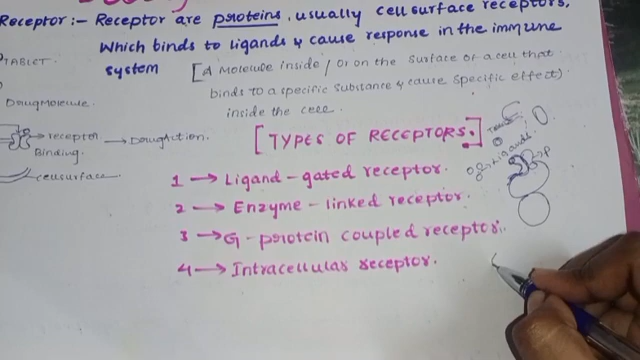 Receptor :- Receptor are proteins, usually cell surface receptors,
Which binds to ligands & cause response in the immune
system [A Molecule inside / or on the surface of a cell that
binds to a specific substance & cause specific effect)
inside the cell.
TABLET
Drug Molecule.
receptor → Drug Action.
Binding.
cell surface
[TYPES OF RECEPTORS.]
1 → Ligand-gated receptor.
2 → Enzyme-linked receptor.
3 → G-protein coupled receptor.
4 → Intracellular receptor.
Ligands